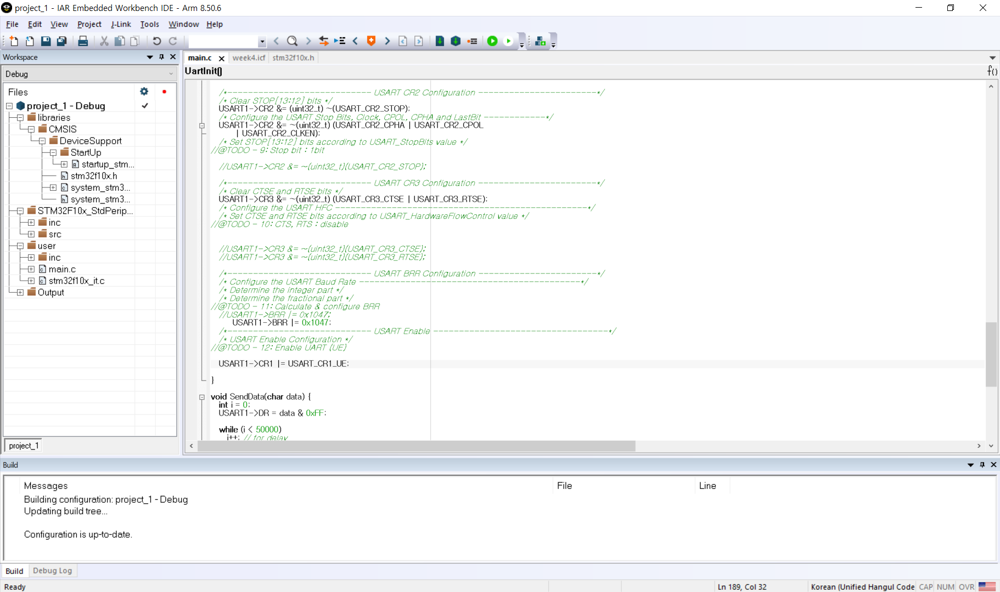 project_1 - IAR Embedded Workbench IDE - Arm 8.50.6
File Edit View Project J-Link Tools Window Help
Workspace
Debug
Files
project_1 - Debug
libraries
CMSIS
DeviceSupport
StartUp
startup_stm...
stm32f10x.h
system_stm3...
system_stm3...
STM32F10x_StdPerip...
inc
src
user
inc
main.c
stm32f10x_it.c
Output
project_1
main.c week4.icf stm32f10x.h
UartInit()
f()
/*---------------------------- USART CR2 Configuration -----------------------*/
/* Clear STOP[13:12] bits */
USART1->CR2 &= (uint32_t) ~(USART_CR2_STOP);
/* Configure the USART Stop Bits, Clock, CPOL, CPHA and LastBit ------------*/
USART1->CR2 &= ~(uint32_t) (USART_CR2_CPHA | USART_CR2_CPOL
| USART_CR2_CLKEN);
/* Set STOP[13:12] bits according to USART_StopBits value */
//@TODO - 9: Stop bit : 1bit
//USART1->CR2 &= ~(uint32_t)(USART_CR2_STOP);
/*---------------------------- USART CR3 Configuration -----------------------*/
/* Clear CTSE and RTSE bits */
USART1->CR3 &= ~(uint32_t) (USART_CR3_CTSE | USART_CR3_RTSE);
/* Configure the USART HFC -------------------------------------------------*/
/* Set CTSE and RTSE bits according to USART_HardwareFlowControl value */
//@TODO - 10: CTS, RTS : disable
//USART1->CR3 &= ~(uint32_t)(USART_CR3_CTSE);
//USART1->CR3 &= ~(uint32_t)(USART_CR3_RTSE);
/*---------------------------- USART BRR Configuration -----------------------*/
/* Configure the USART Baud Rate -------------------------------------------*/
/* Determine the integer part */
/* Determine the fractional part */
//@TODO - 11: Calculate & configure BRR
//USART1->BRR |= 0x1047;
USART1->BRR |= 0x1047;
/*---------------------------- USART Enable ----------------------------------*/
/* USART Enable Configuration */
//@TODO - 12: Enable UART (UE)
USART1->CR1 |= USART_CR1_UE;
}
void SendData(char data) {
int i = 0;
USART1->DR = data & 0xFF;
while (i < 50000)
i++; // for delay
Build
Messages File Line
Building configuration: project_1 - Debug
Updating build tree...
Configuration is up-to-date.
Build Debug Log
Ready Ln 189, Col 32 Korean (Unified Hangul Code CAP NUM OVR